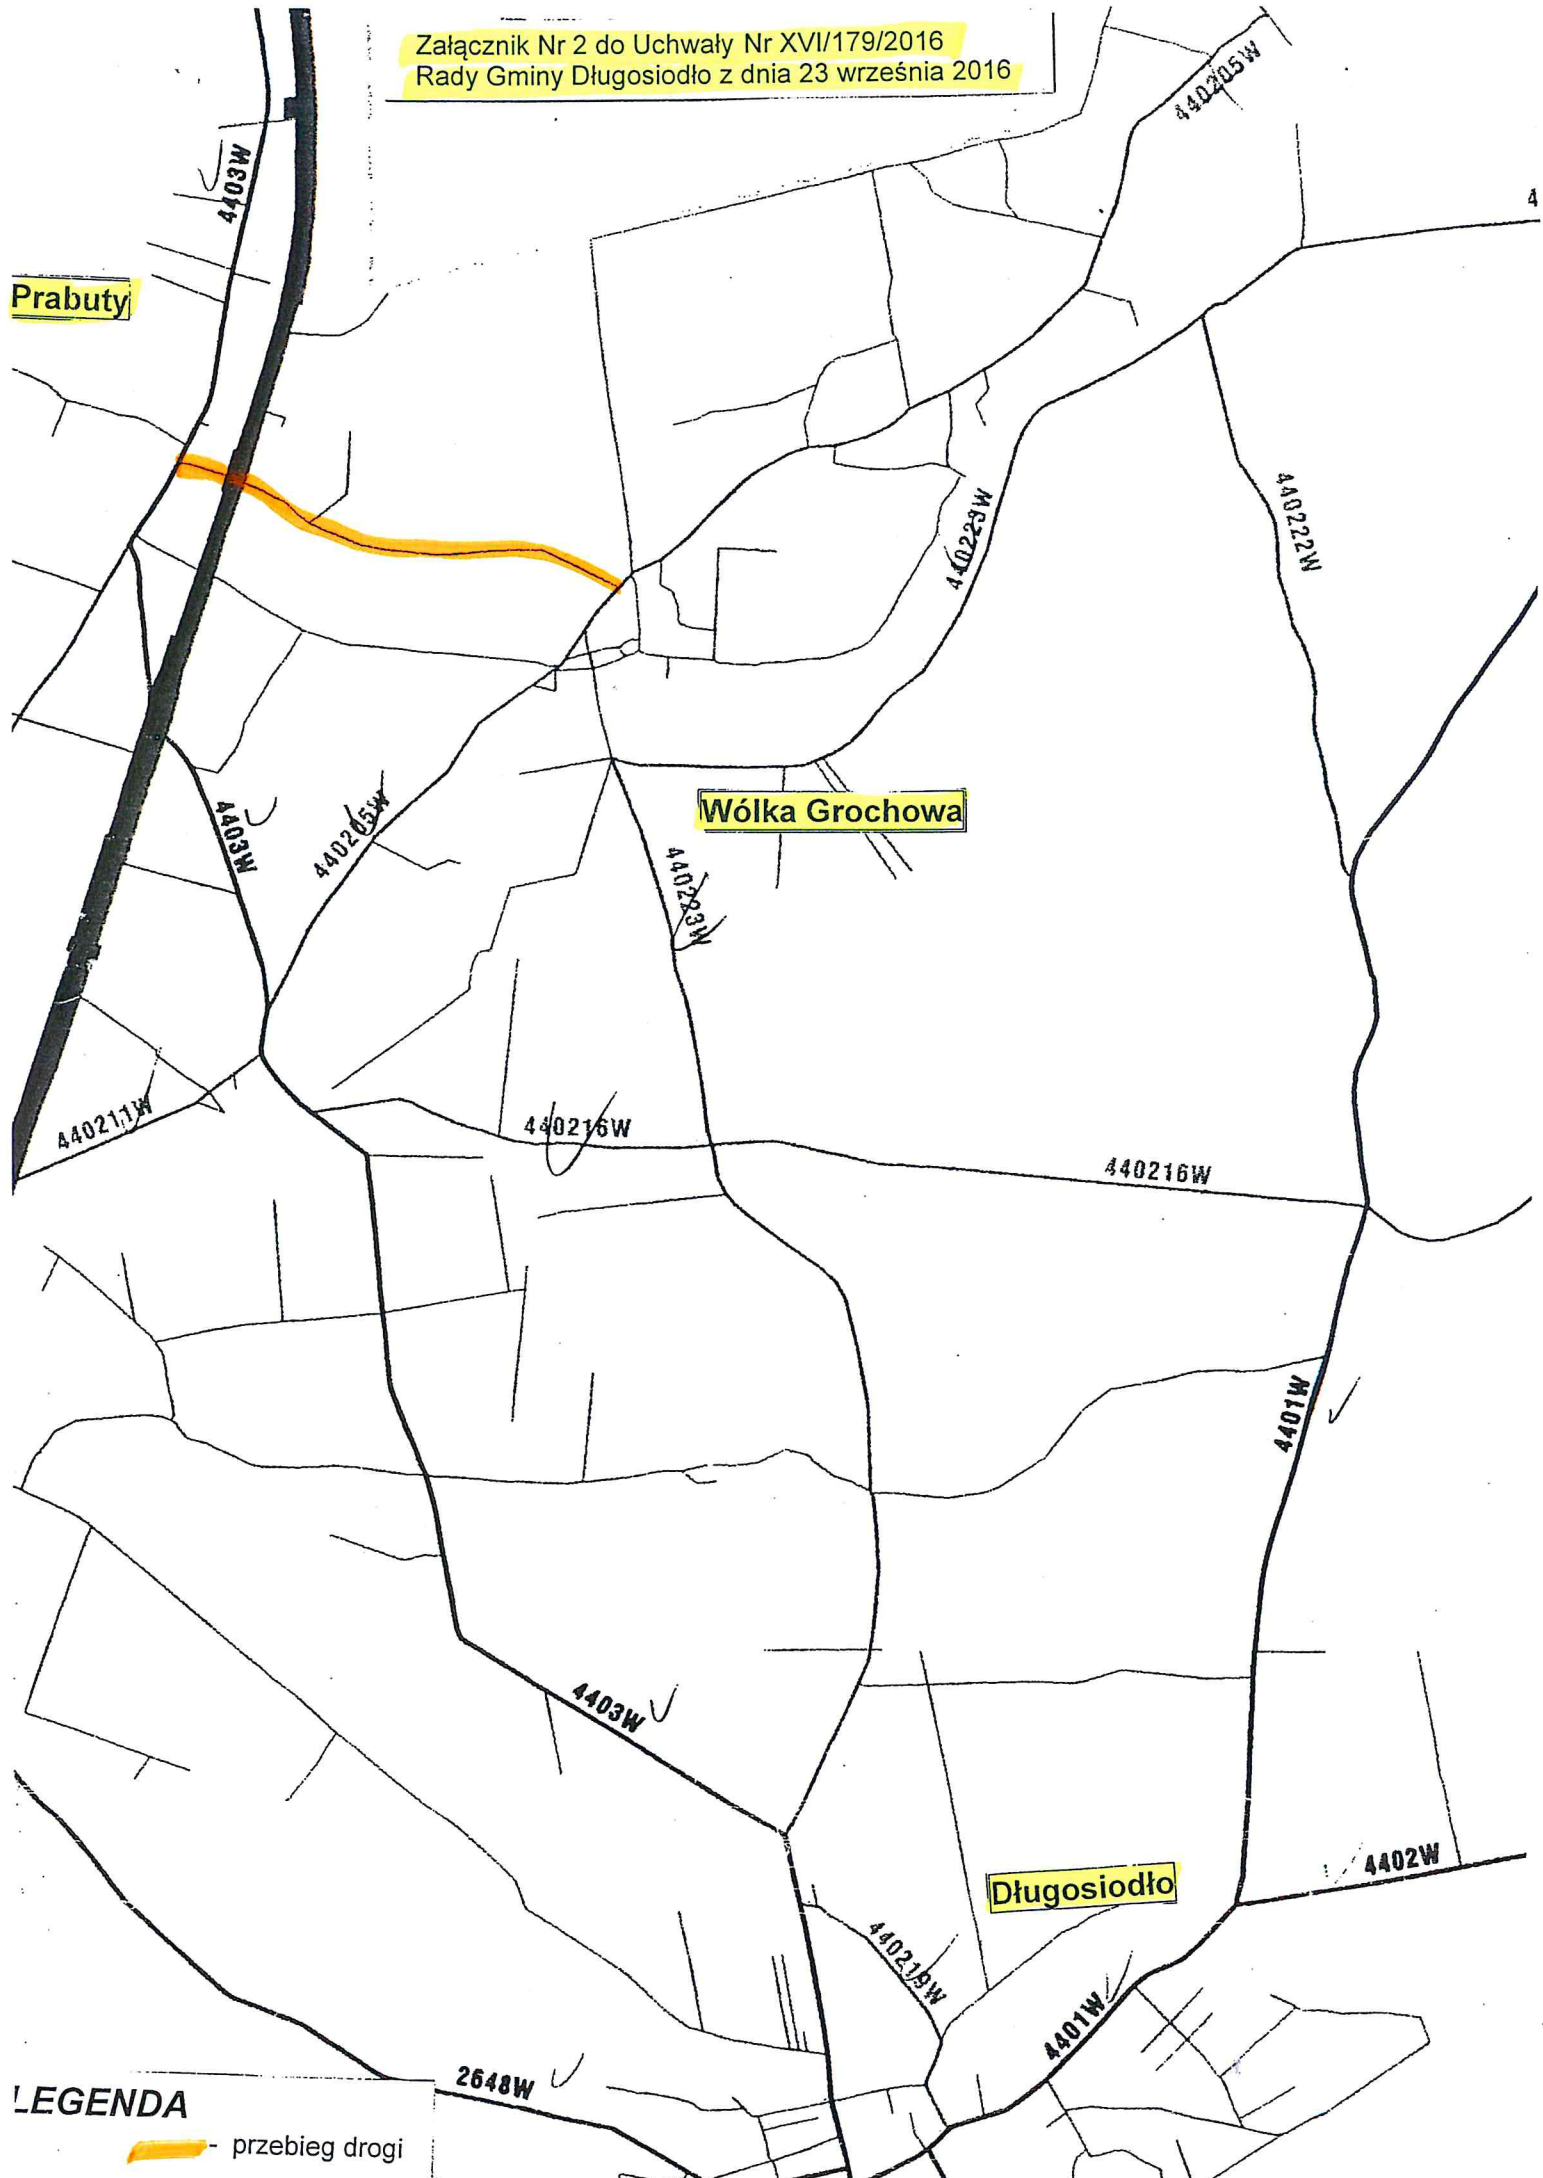 Załącznik Nr 2 do Uchwały Nr XVI/179/2016
Rady Gminy Długosiodło z dnia 23 września 2016
440205W
4403W
4
Prabuty
440222W
440223W
Wólka Grochowa
4403W
440205W
440223W
440211W
440216W
440216W
4401W
4403W
4402W
Długosiodło
440219W
4401W
2648W
LEGENDA
- przebieg drogi